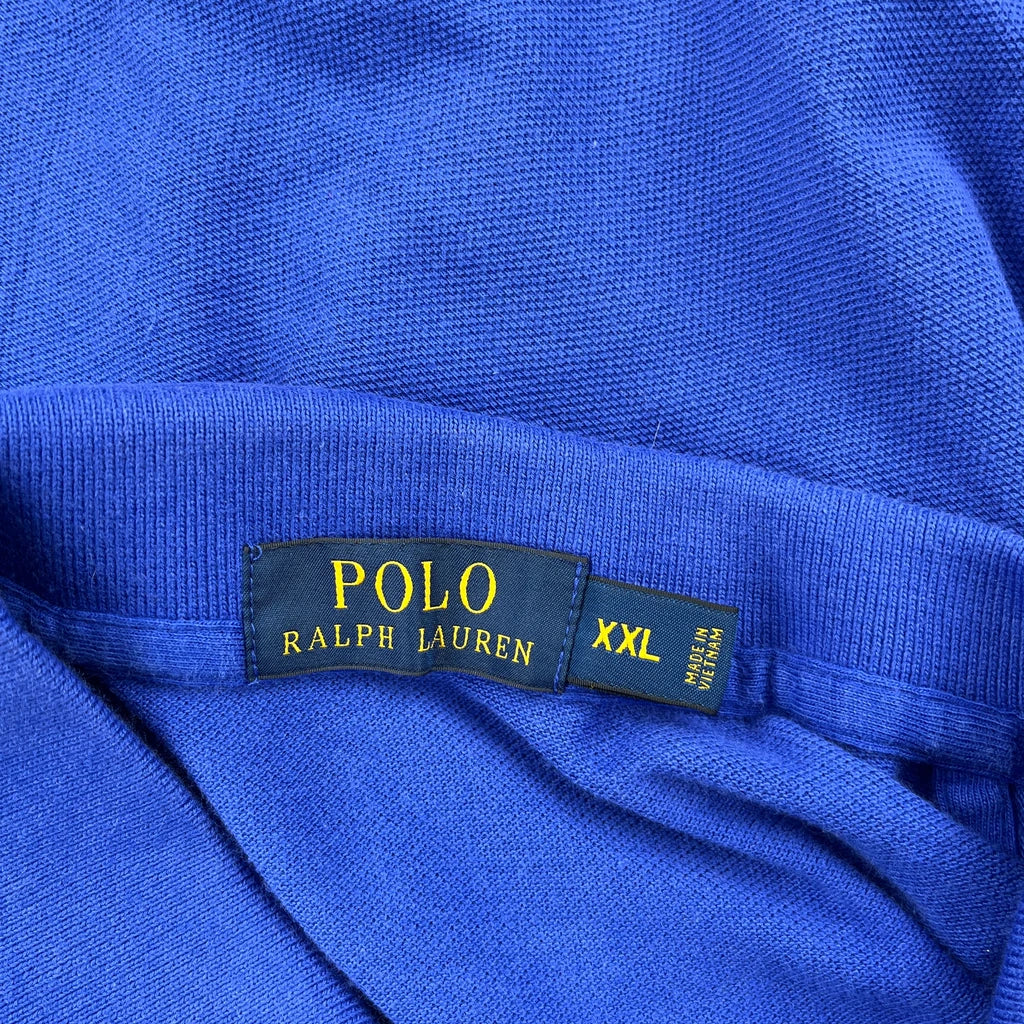 POLO
RALPH LAUREN
XXL
MADE IN
VIETNAM